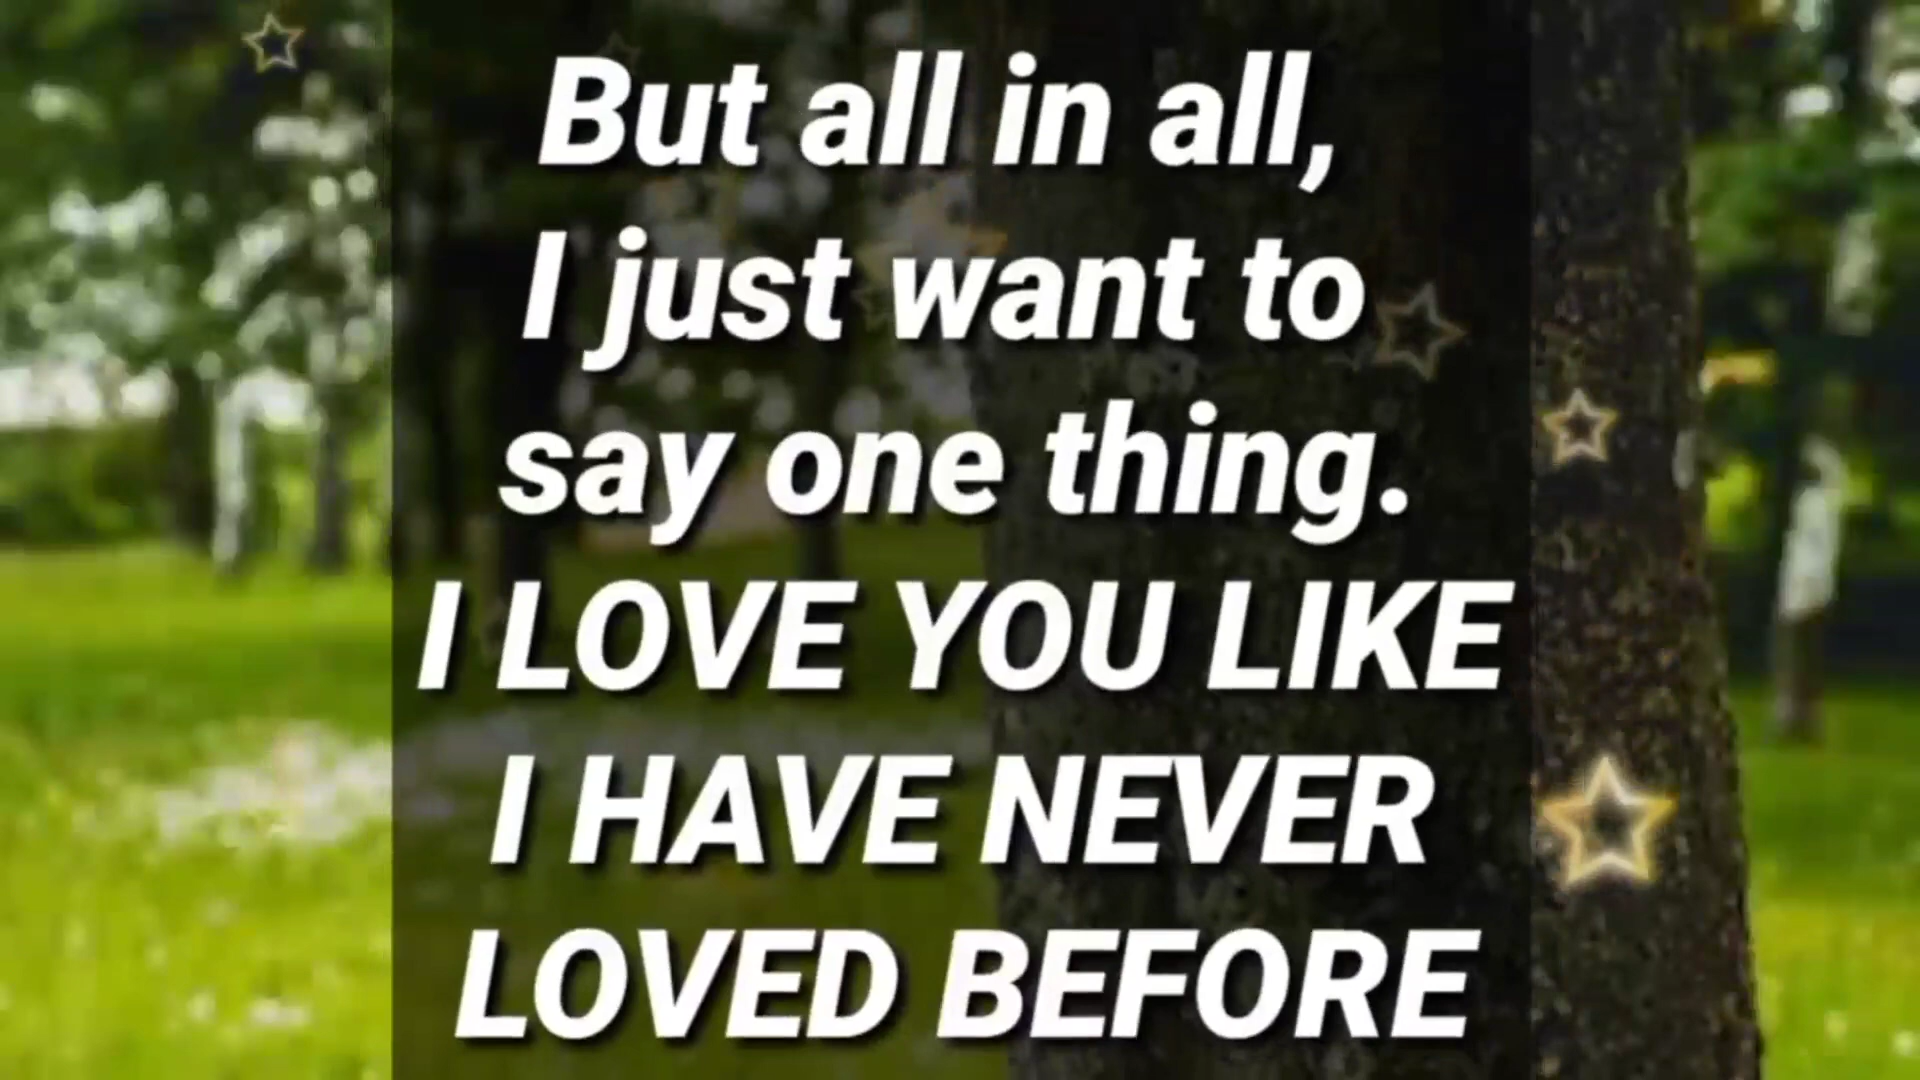 But all in all,
I just want to
say one thing.
I LOVE YOU LIKE
I HAVE NEVER
LOVED BEFORE